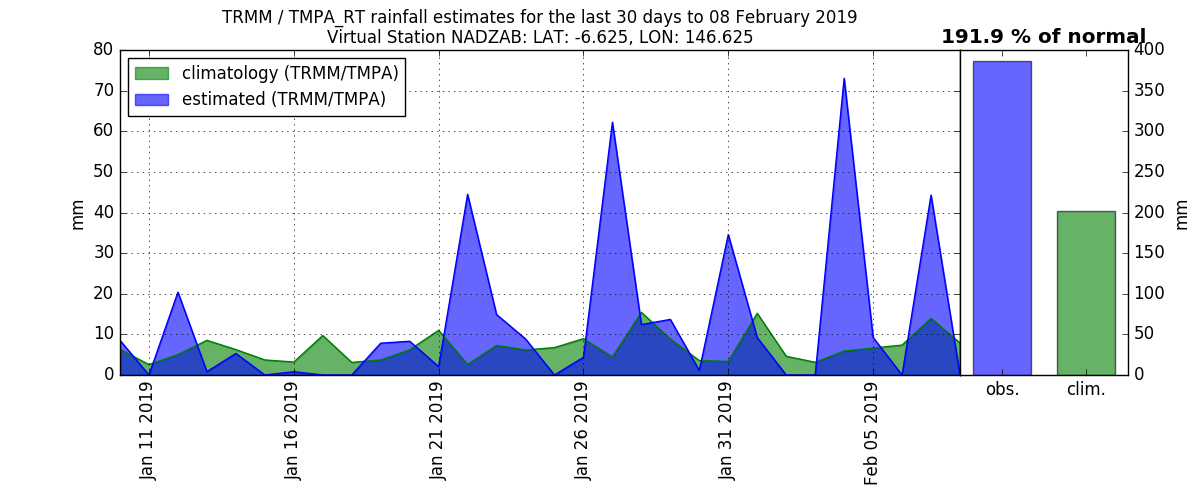 TRMM / TMPA_RT rainfall estimates for the last 30 days to 08 February 2019
Virtual Station NADZAB: LAT: -6.625, LON: 146.625
191.9 % of normal
climatology (TRMM/TMPA)
estimated (TRMM/TMPA)
mm
80
70
60
50
40
30
20
10
0
Jan 11 2019
Jan 16 2019
Jan 21 2019
Jan 26 2019
Jan 31 2019
Feb 05 2019
obs.
clim.
400
350
300
250
200
150
100
50
0
mm